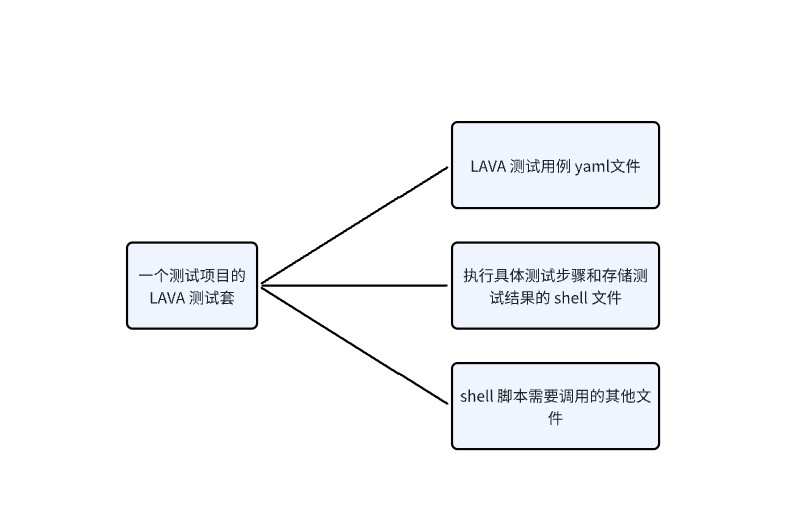 LAVA 测试用例 yaml文件
一个测试项目的
LAVA 测试套
执行具体测试步骤和存储测
试结果的 shell 文件
shell 脚本需要调用的其他文
件